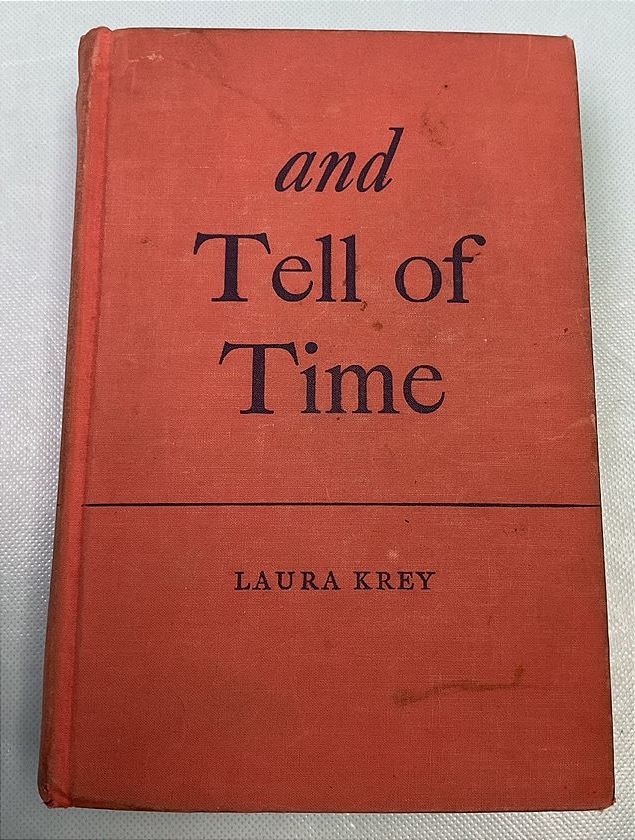 and
Tell of
Time
LAURA KREY